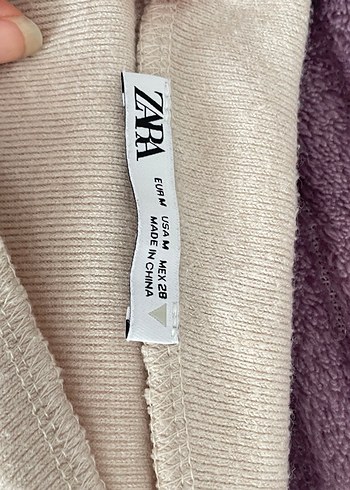 ZARA
EUR M USA M MEX 28
MADE IN CHINA